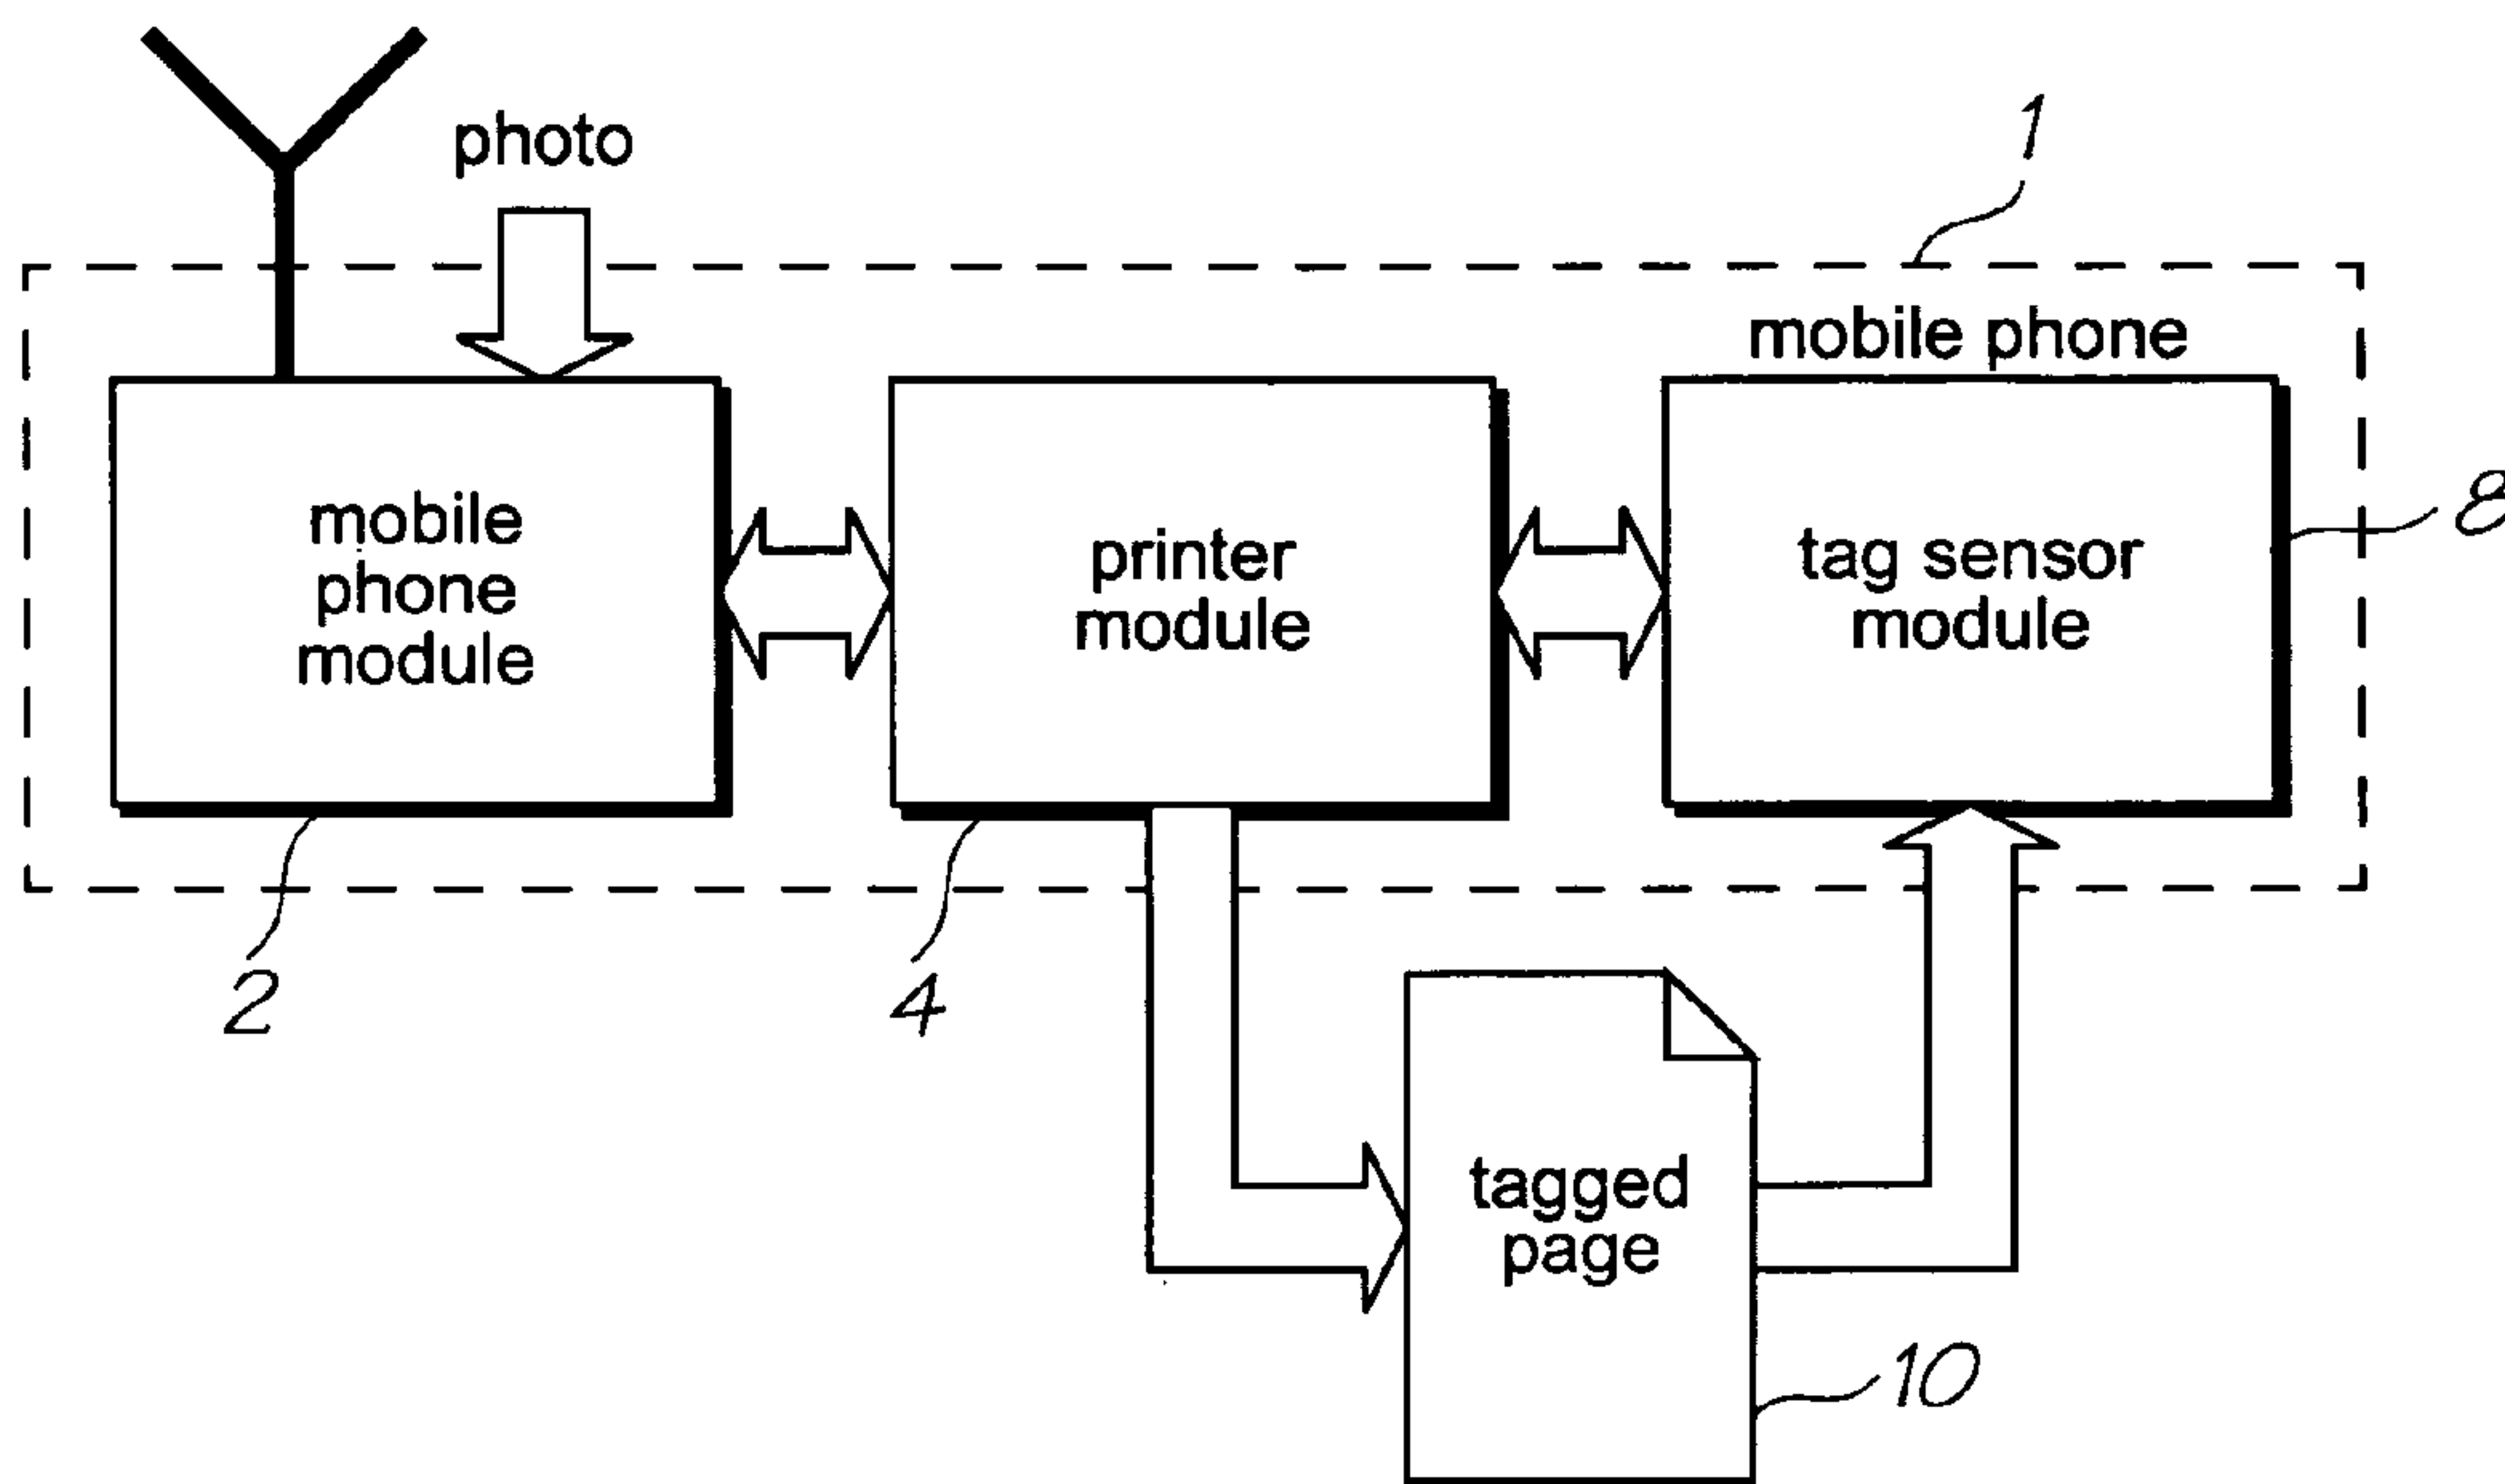 photo
1
mobile phone
mobile
phone
module
printer
module
tag sensor
module
8
2
4
tagged
page
10